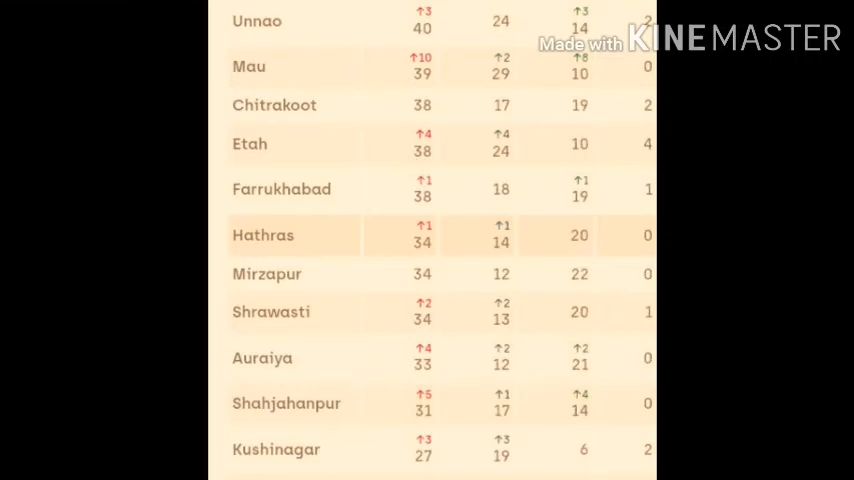 Unnao ↑3 40 24 ↑3 14 2
Made with KINEMASTER
Mau ↑10 39 ↑2 29 ↑8 10 0
Chitrakoot 38 17 19 2
Etah ↑4 38 ↑4 24 10 4
Farrukhabad ↑1 38 18 ↑1 19 1
Hathras ↑1 34 ↑1 14 20 0
Mirzapur 34 12 22 0
Shrawasti ↑2 34 ↑2 13 20 1
Auraiya ↑4 33 ↑2 12 ↑2 21 0
Shahjahanpur ↑5 31 ↑1 17 ↑4 14 0
Kushinagar ↑3 27 ↑3 19 6 2